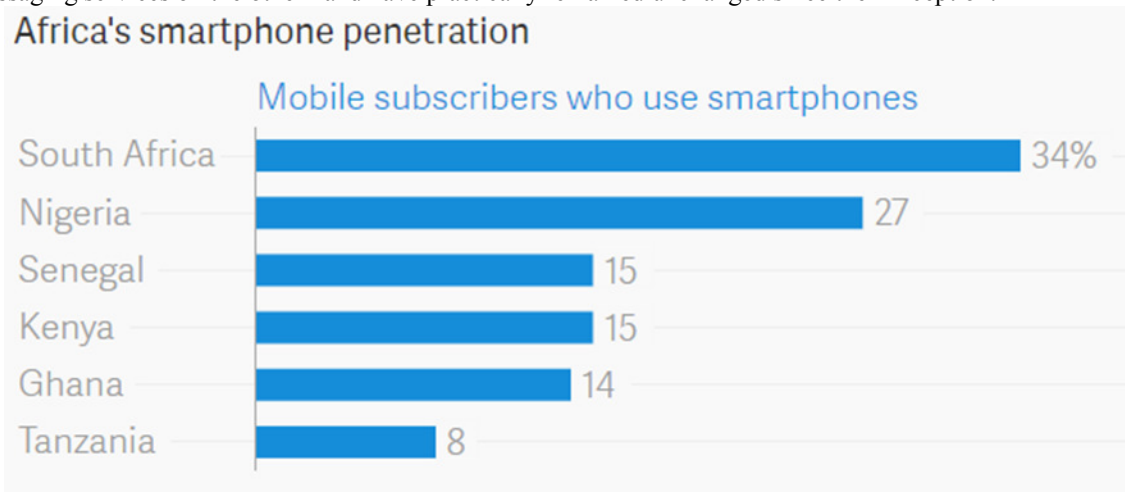 Africa's smartphone penetration
Mobile subscribers who use smartphones
South Africa 34%
Nigeria 27
Senegal 15
Kenya 15
Ghana 14
Tanzania 8